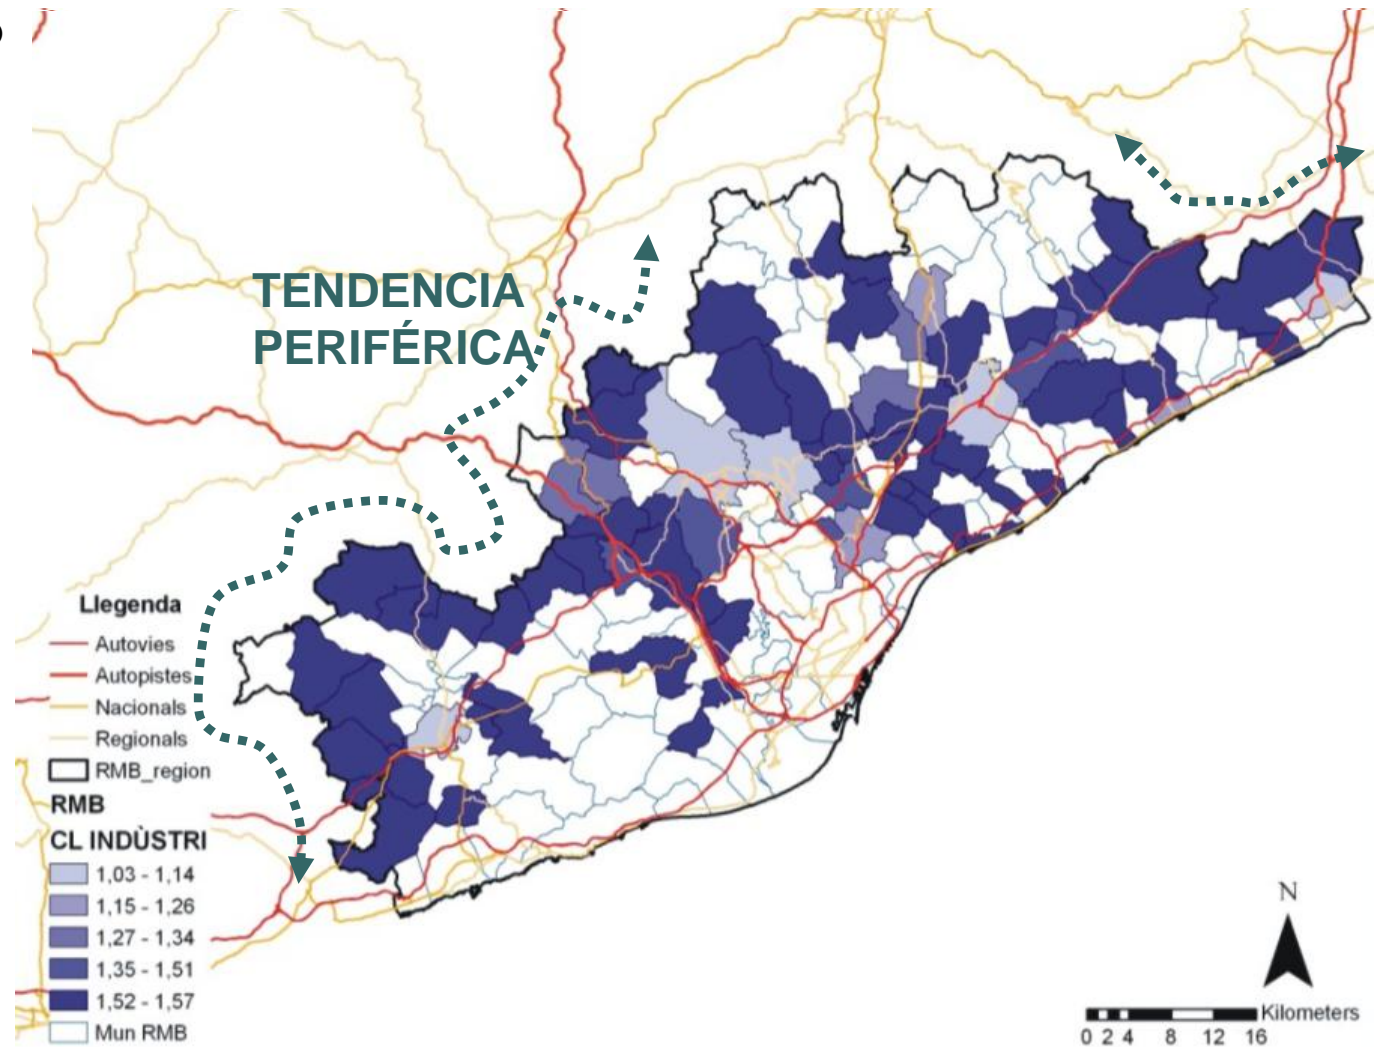 TENDENCIA
PERIFÉRICA
Llegenda
Autovies
Autopistes
Nacionals
Regionals
RMB_region
RMB
CL INDÙSTRI
1,03 - 1,14
1,15 - 1,26
1,27 - 1,34
1,35 - 1,51
1,52 - 1,57
Mun RMB
N
Kilometers
0 2 4 8 12 16